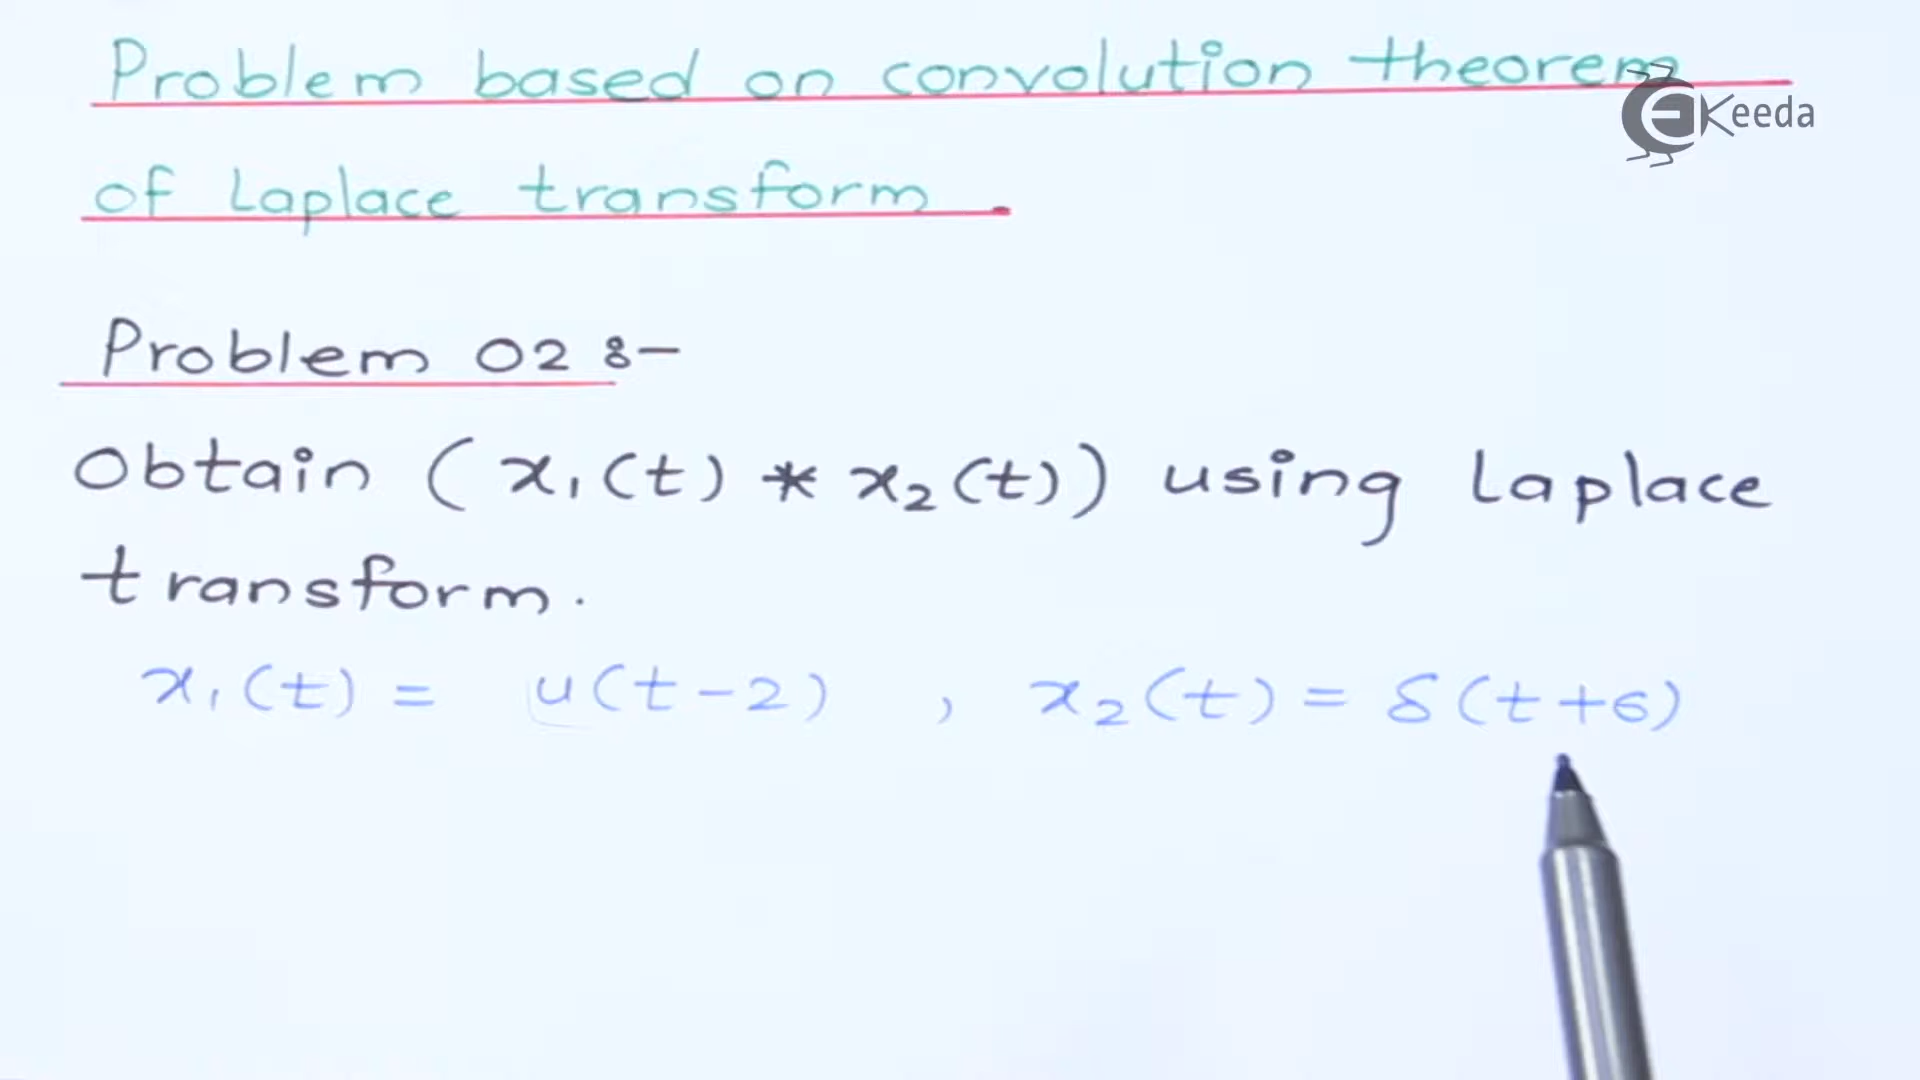 Problem based on convolution theorem
EKeeda
of Laplace transform.
Problem 02 :-
Obtain (x₁(t) * x₂(t)) using Laplace
transform.
x₁(t) = u(t-2) , x₂(t) = δ(t+6)